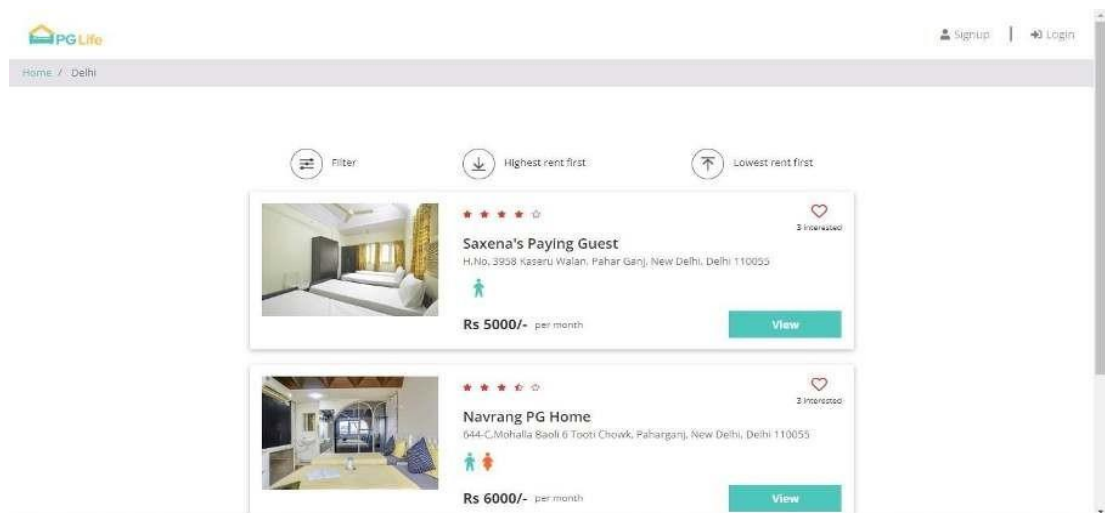 PG Life
Signup | Login
Home / Delhi
Filter
Highest rent first
Lowest rent first
3 interested
Saxena's Paying Guest
H.No. 3958 Kaseru Walan, Pahar Ganj, New Delhi, Delhi 110055
Rs 5000/- per month
View
3 interested
Navrang PG Home
644-C,Mohalla Baoli 6 Tooti Chowk, Paharganj, New Delhi, Delhi 110055
Rs 6000/- per month
View